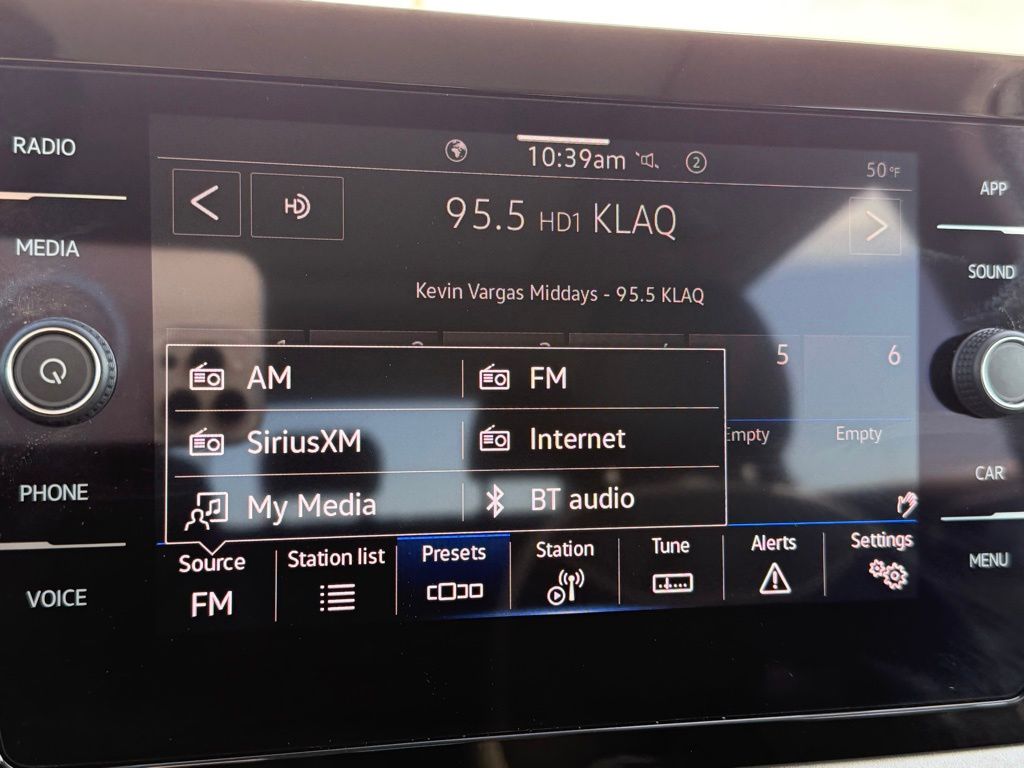 RADIO
MEDIA
PHONE
VOICE
10:39am
2
50°F
HD
95.5 HD1 KLAQ
Kevin Vargas Middays - 95.5 KLAQ
5
6
Empty
Empty
AM
FM
SiriusXM
Internet
My Media
BT audio
Source
FM
Station list
Presets
Station
Tune
Alerts
Settings
APP
SOUND
CAR
MENU